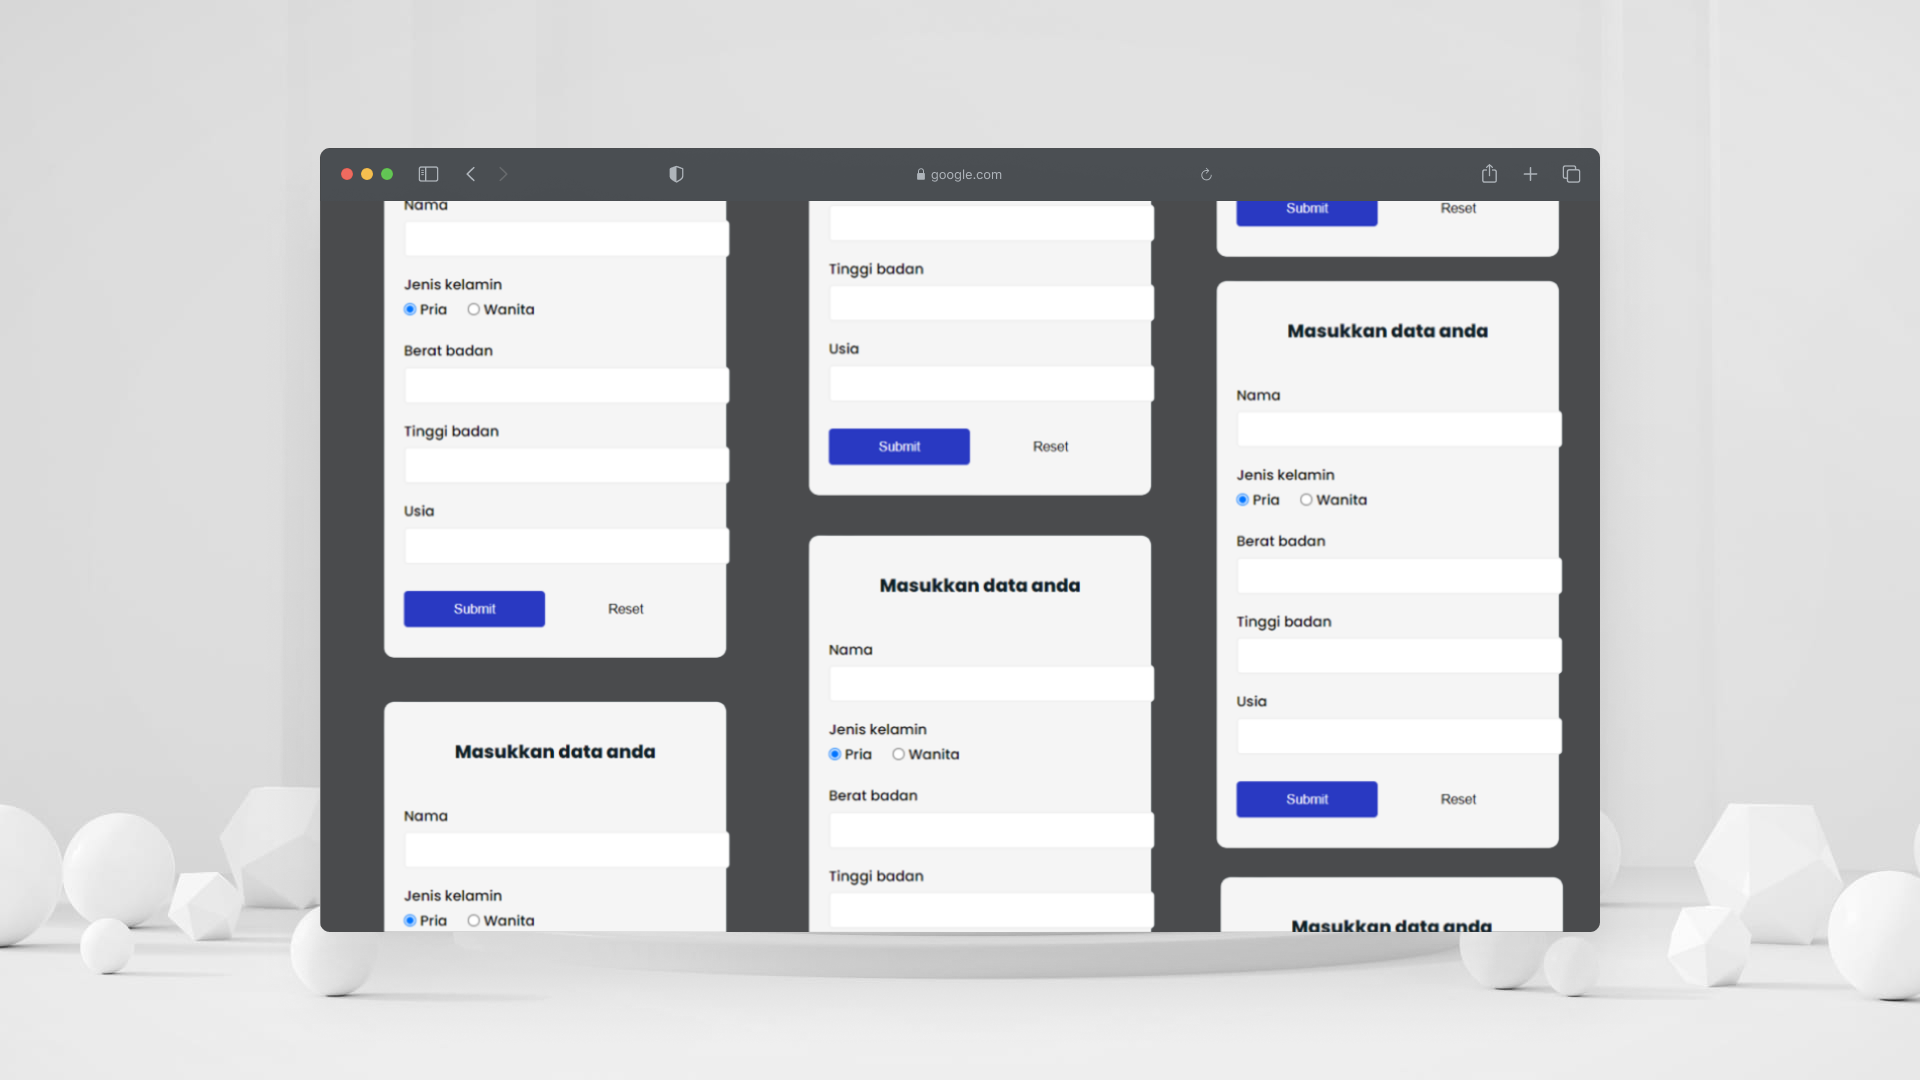 google.com
Nama
Jenis kelamin
Pria Wanita
Berat badan
Tinggi badan
Usia
Submit Reset
Masukkan data anda
Nama
Jenis kelamin
Pria Wanita
Tinggi badan
Usia
Submit Reset
Masukkan data anda
Nama
Jenis kelamin
Pria Wanita
Berat badan
Tinggi badan
Submit Reset
Masukkan data anda
Nama
Jenis kelamin
Pria Wanita
Berat badan
Tinggi badan
Usia
Submit Reset
Masukkan data anda